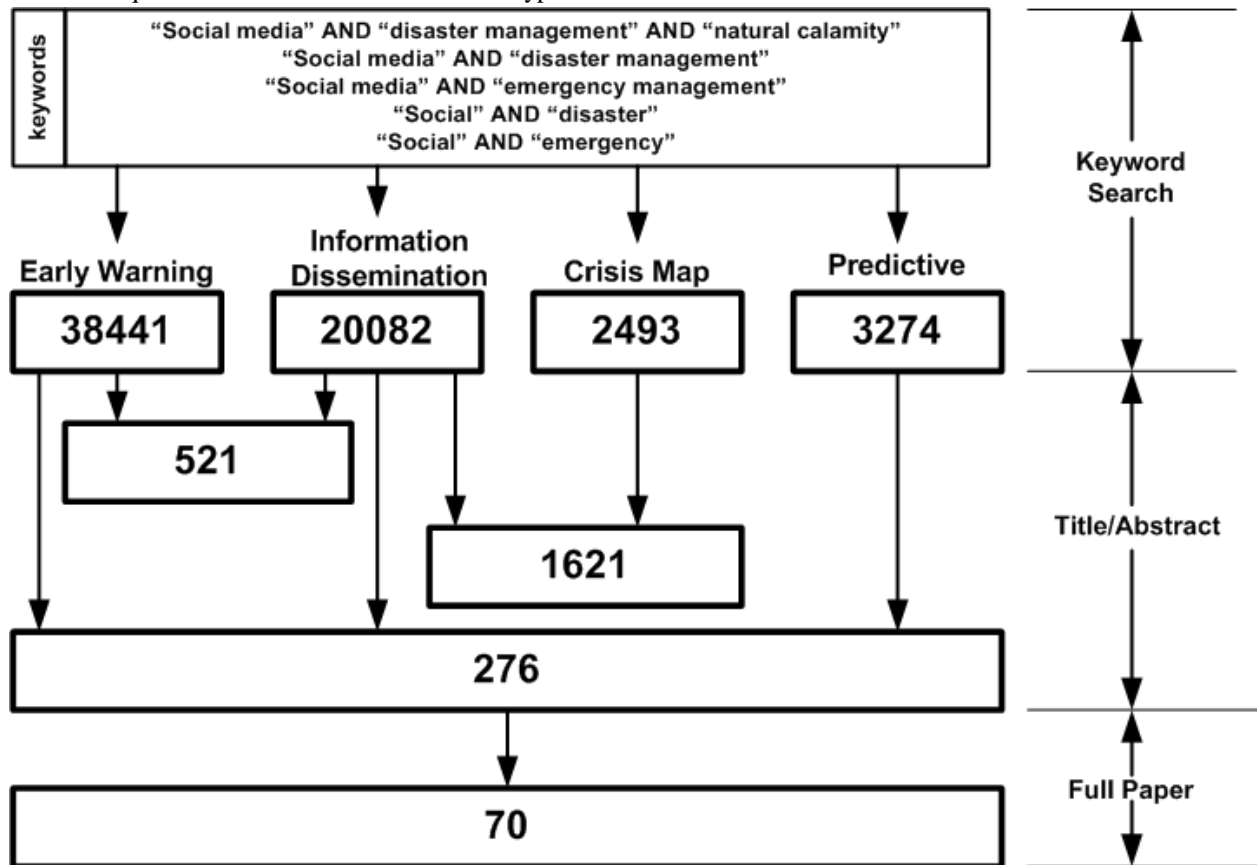 keywords
“Social media” AND “disaster management” AND “natural calamity”
“Social media” AND “disaster management”
“Social media” AND “emergency management”
“Social” AND “disaster”
“Social” AND “emergency”
Keyword
Search
Early Warning
Information
Dissemination
Crisis Map
Predictive
38441
20082
2493
3274
521
1621
Title/Abstract
276
Full Paper
70